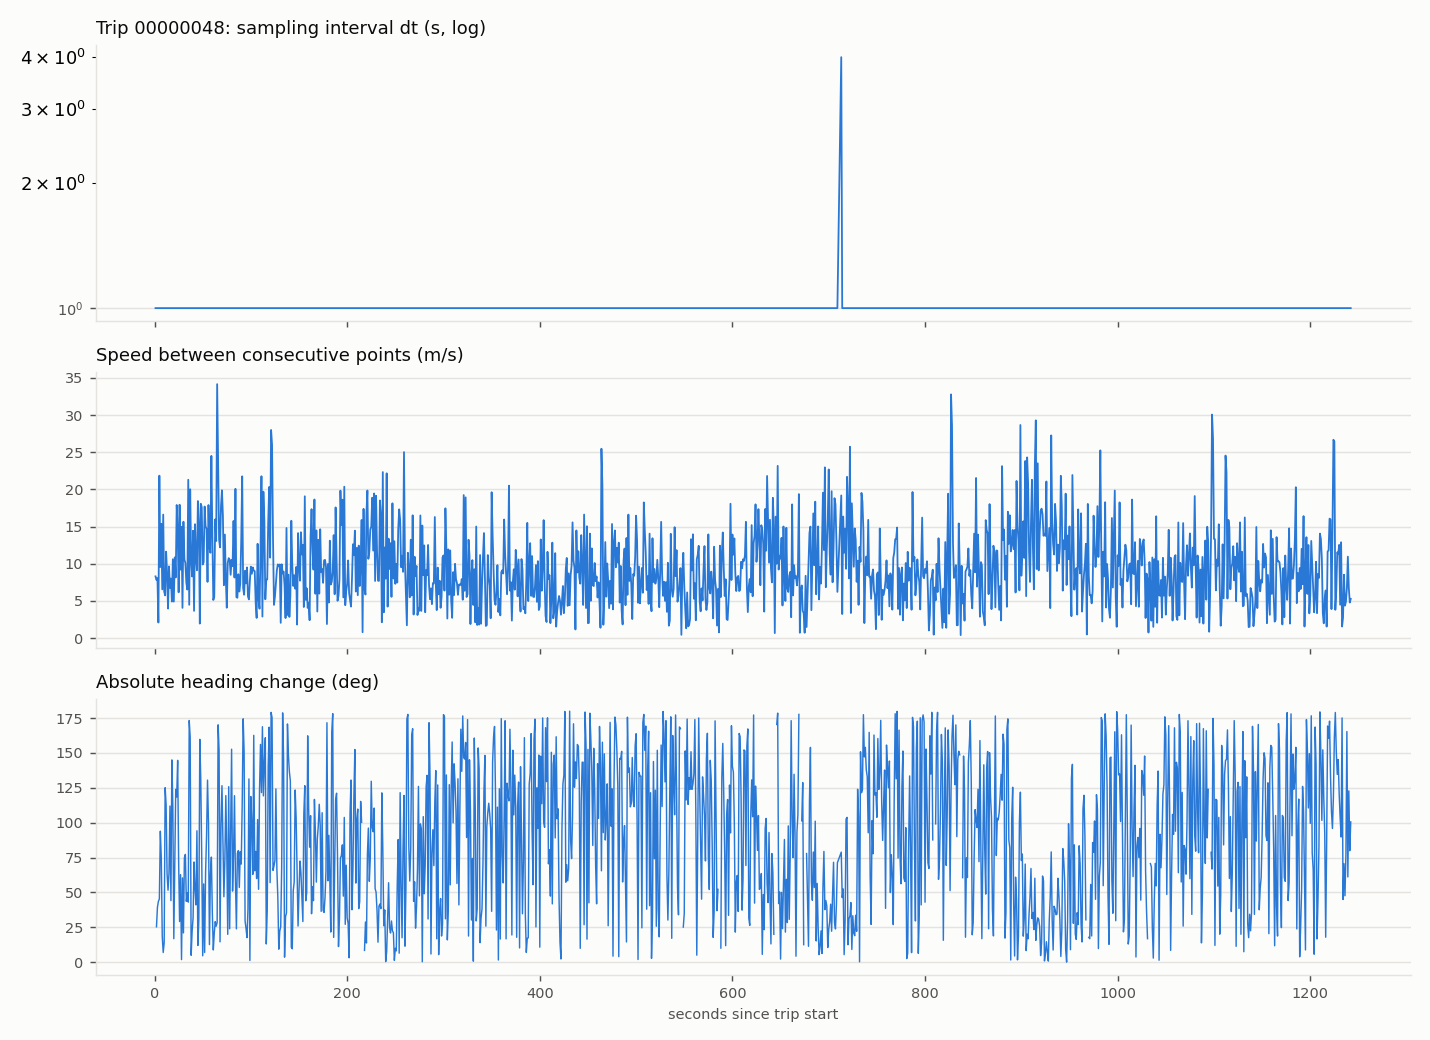 Trip 00000048: sampling interval dt (s, log)
4 × 10⁰
3 × 10⁰
2 × 10⁰
10⁰
Speed between consecutive points (m/s)
35
30
25
20
15
10
5
0
Absolute heading change (deg)
175
150
125
100
75
50
25
0
0 200 400 600 800 1000 1200
seconds since trip start